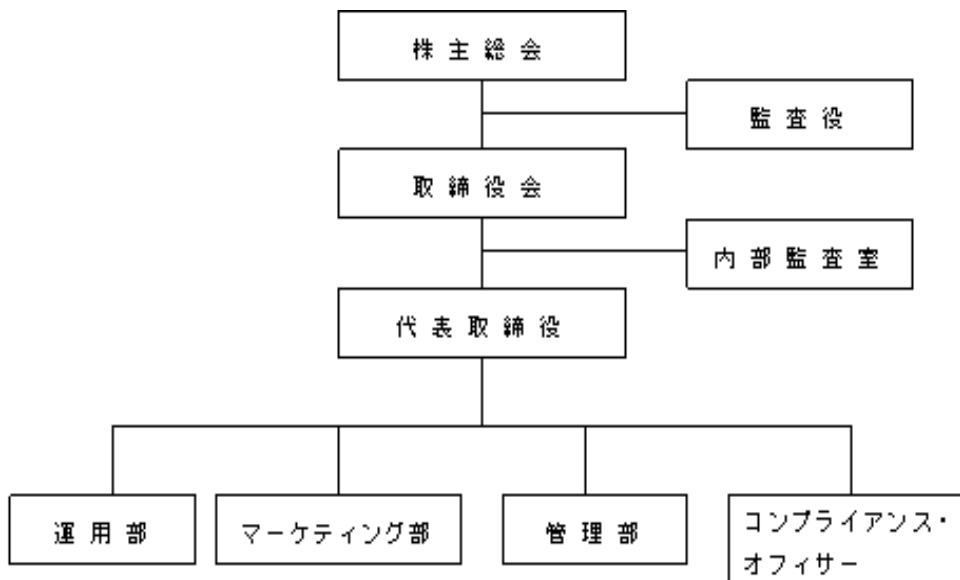 株主総会
監査役
取締役会
内部監査室
代表取締役
運用部
マーケティング部
管理部
コンプライアンス・
オフィサー